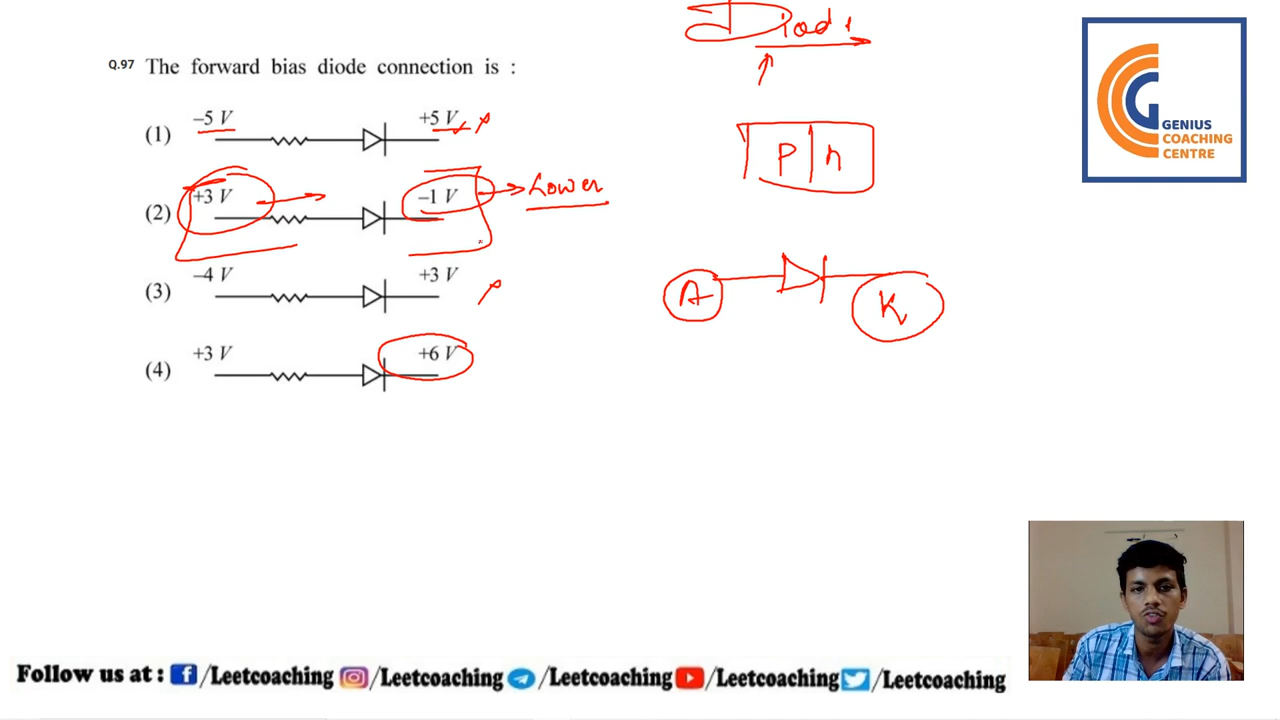 Diode
Q.97 The forward bias diode connection is :
(1) –5 V +5 V
(2) +3 V –1 V Lower
(3) –4 V +3 V
(4) +3 V +6 V
P n
A K
G
GENIUS
COACHING
CENTRE
Follow us at : f /Leetcoaching /Leetcoaching /Leetcoaching /Leetcoaching /Leetcoaching